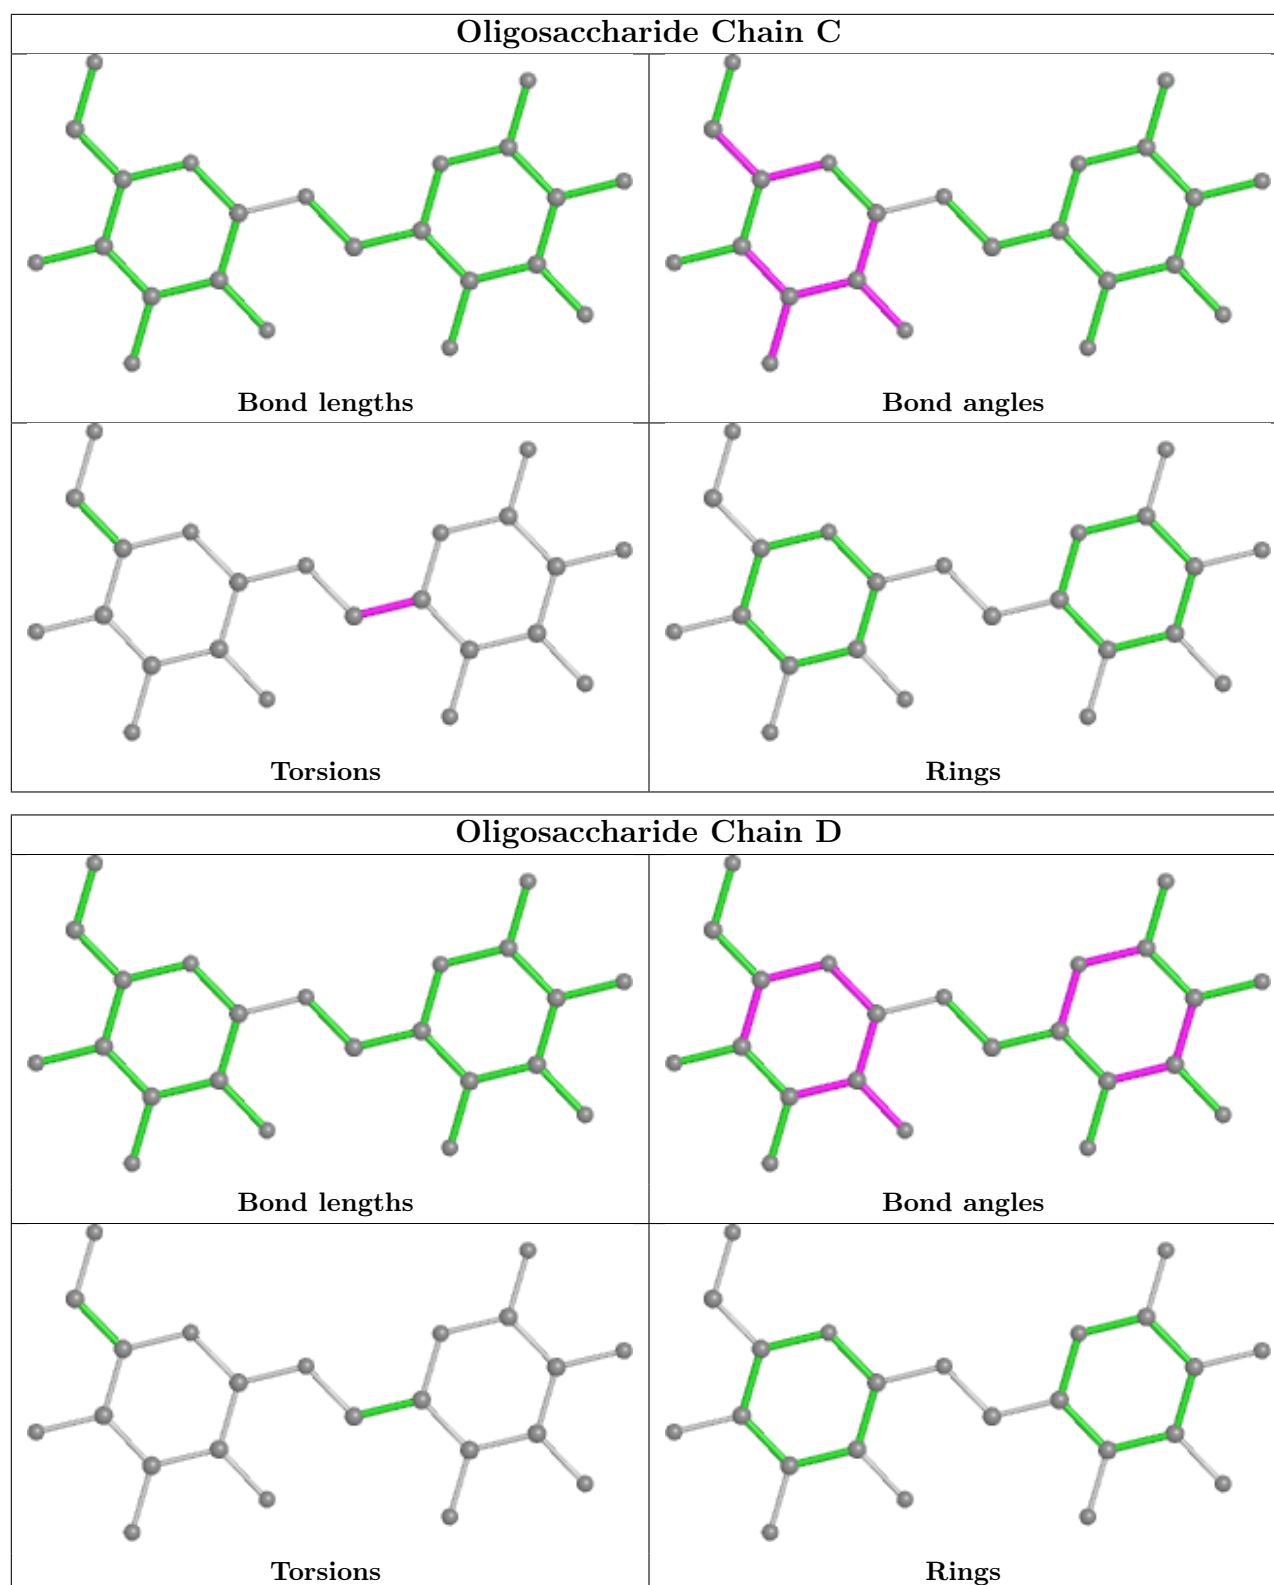 Oligosaccharide Chain C
Bond lengths
Bond angles
Torsions
Rings
Oligosaccharide Chain D
Bond lengths
Bond angles
Torsions
Rings